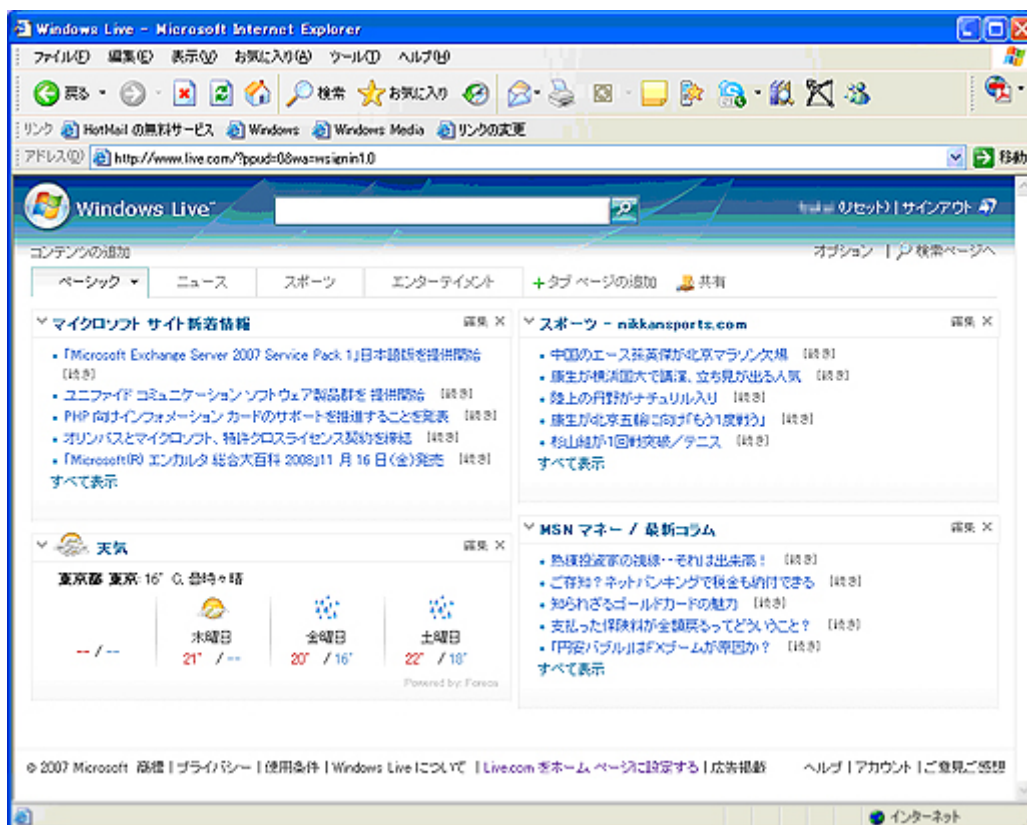 Windows Live - Microsoft Internet Explorer
ファイル(F) 編集(E) 表示(V) お気に入り(A) ツール(T) ヘルプ(H)
戻る 検索 お気に入り
リンク HotMail の無料サービス Windows Windows Media リンクの変更
アドレス(D) http://www.live.com/?ppud=0&wa=wsignin1.0 移動
Windows Live™
(リセット) | サインアウト
コンテンツの追加
オプション | 検索ページへ
ベーシック ニュース スポーツ エンターテイメント +タブ ページの追加 共有
マイクロソフト サイト新着情報 編集 ×
・「Microsoft Exchange Server 2007 Service Pack 1」日本語版を提供開始
[続き]
・ユニファイド コミュニケーション ソフトウェア製品群を 提供開始 [続き]
・PHP 向けインフォメーション カードのサポートを推進することを発表 [続き]
・オリンパスとマイクロソフト、特許クロスライセンス契約を締結 [続き]
・「Microsoft(R) エンカルタ 総合大百科 2008」11 月 16 日(金)発売 [続き]
すべて表示
天気 編集 ×
東京都 東京: 16° C, 曇時々晴
-- / --
木曜日
21° / --
金曜日
20° / 16°
土曜日
22° / 18°
Powered by: Foreca
スポーツ - nikkansports.com 編集 ×
・中国のエース孫英傑が北京マラソン欠場 [続き]
・康生が横浜国大で講演、立ち見が出る人気 [続き]
・陸上の丹野がナチュリル入り [続き]
・康生が北京五輪に向け「もう1度戦う」 [続き]
・杉山組が1回戦突破/テニス [続き]
すべて表示
MSN マネー / 最新コラム 編集 ×
・熟練投資家の視線‥それは出来高! [続き]
・ご存知?ネットバンキングで税金も納付できる [続き]
・知られざるゴールドカードの魅力 [続き]
・支払った保険料が全額戻るってどういうこと? [続き]
・「円安バブル」はFXブームが原因か? [続き]
すべて表示
© 2007 Microsoft 商標 | プライバシー | 使用条件 | Windows Live について | Live.com をホーム ページに設定する | 広告掲載 ヘルプ | アカウント | ご意見ご感想
インターネット